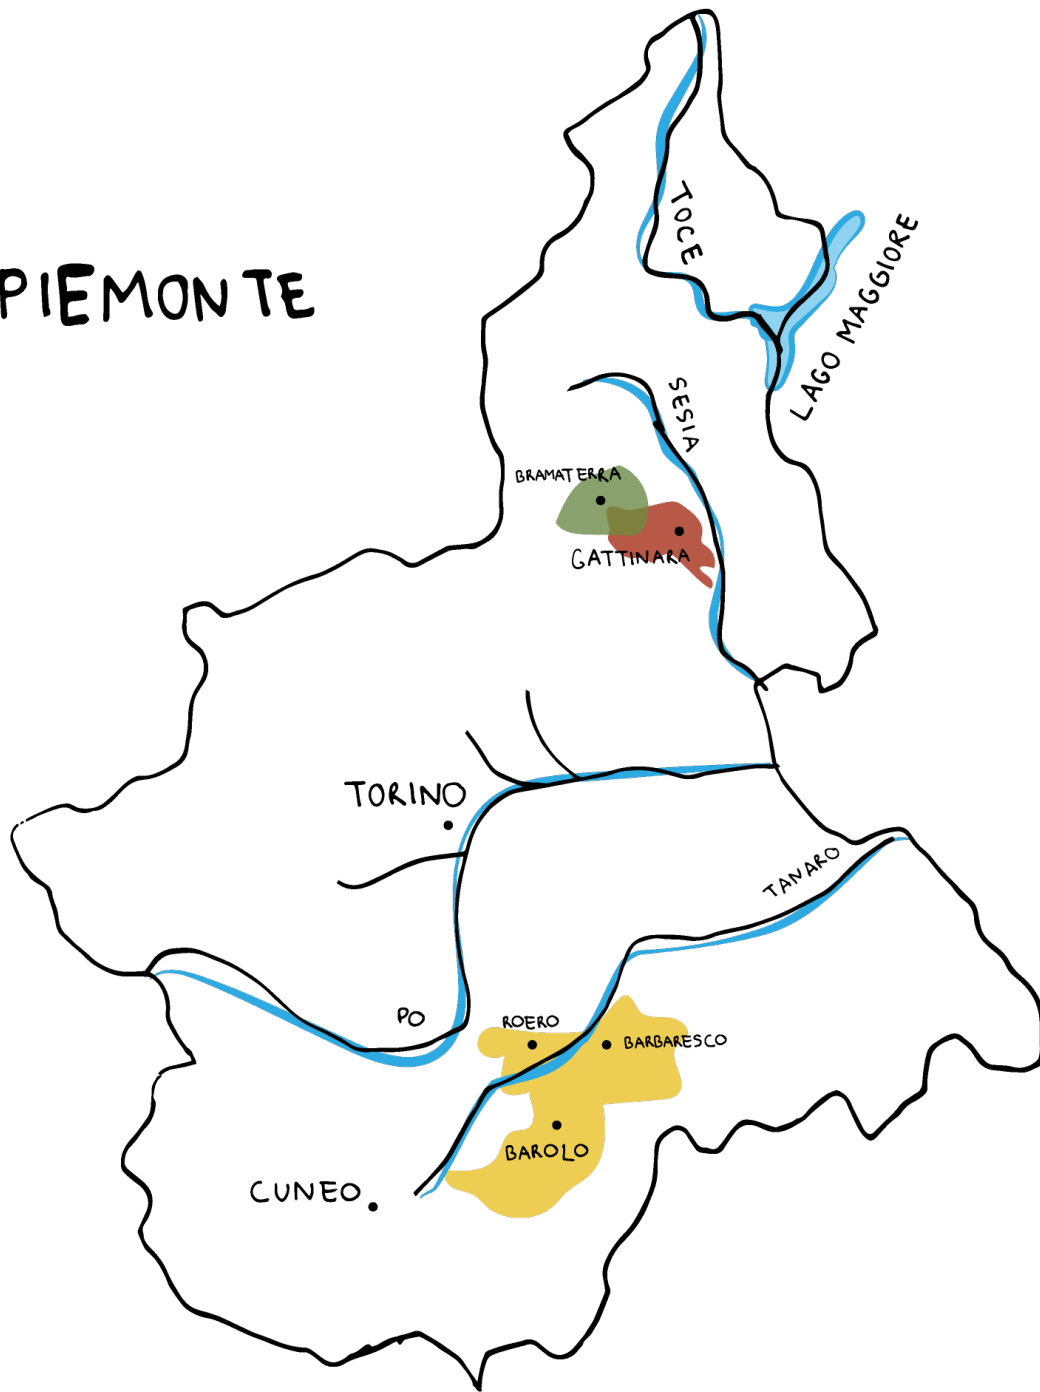 PIEMONTE
TOCE
LAGO MAGGIORE
SESIA
BRAMATERRA
GATTINARA
TORINO
TANARO
PO
ROERO
BARBARESCO
BAROLO
CUNEO